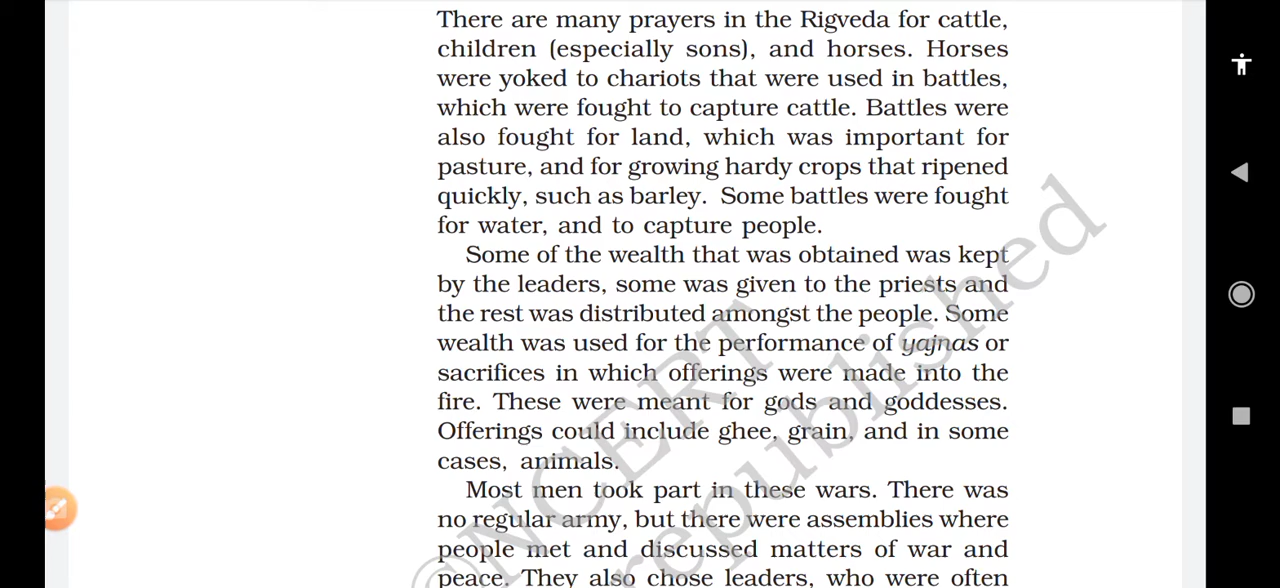 There are many prayers in the Rigveda for cattle,
children (especially sons), and horses. Horses
were yoked to chariots that were used in battles,
which were fought to capture cattle. Battles were
also fought for land, which was important for
pasture, and for growing hardy crops that ripened
quickly, such as barley. Some battles were fought
for water, and to capture people.
Some of the wealth that was obtained was kept
by the leaders, some was given to the priests and
the rest was distributed amongst the people. Some
wealth was used for the performance of yajnas or
sacrifices in which offerings were made into the
fire. These were meant for gods and goddesses.
Offerings could include ghee, grain, and in some
cases, animals.
Most men took part in these wars. There was
no regular army, but there were assemblies where
people met and discussed matters of war and
peace. They also chose leaders, who were often
©NCERT
republished